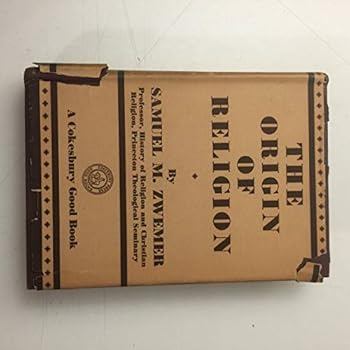 THE
ORIGIN
OF
RELIGION
By
SAMUEL M. ZWEMER
Professor, History of Religion and Christian
Religion, Princeton Theological Seminary
A Cokesbury Good Book